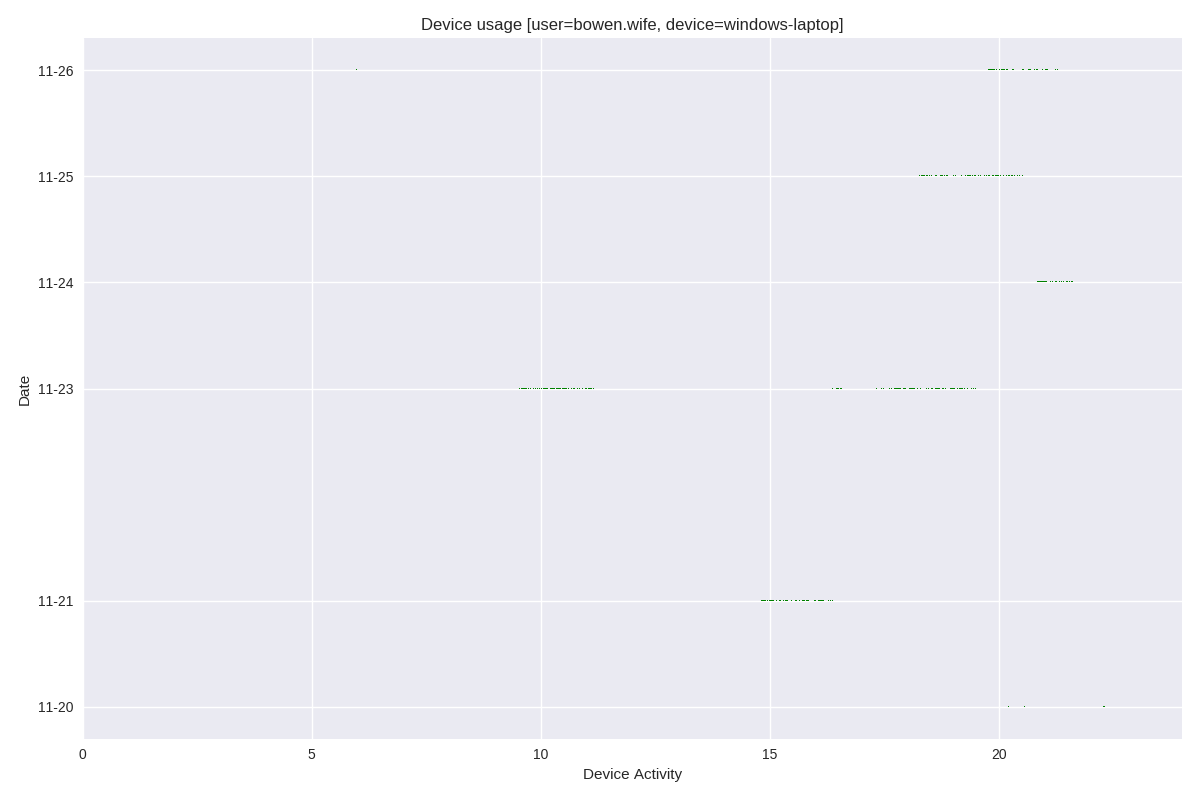 Device usage [user=bowen.wife, device=windows-laptop]
11-26
11-25
11-24
11-23
11-21
11-20
Date
0 5 10 15 20
Device Activity